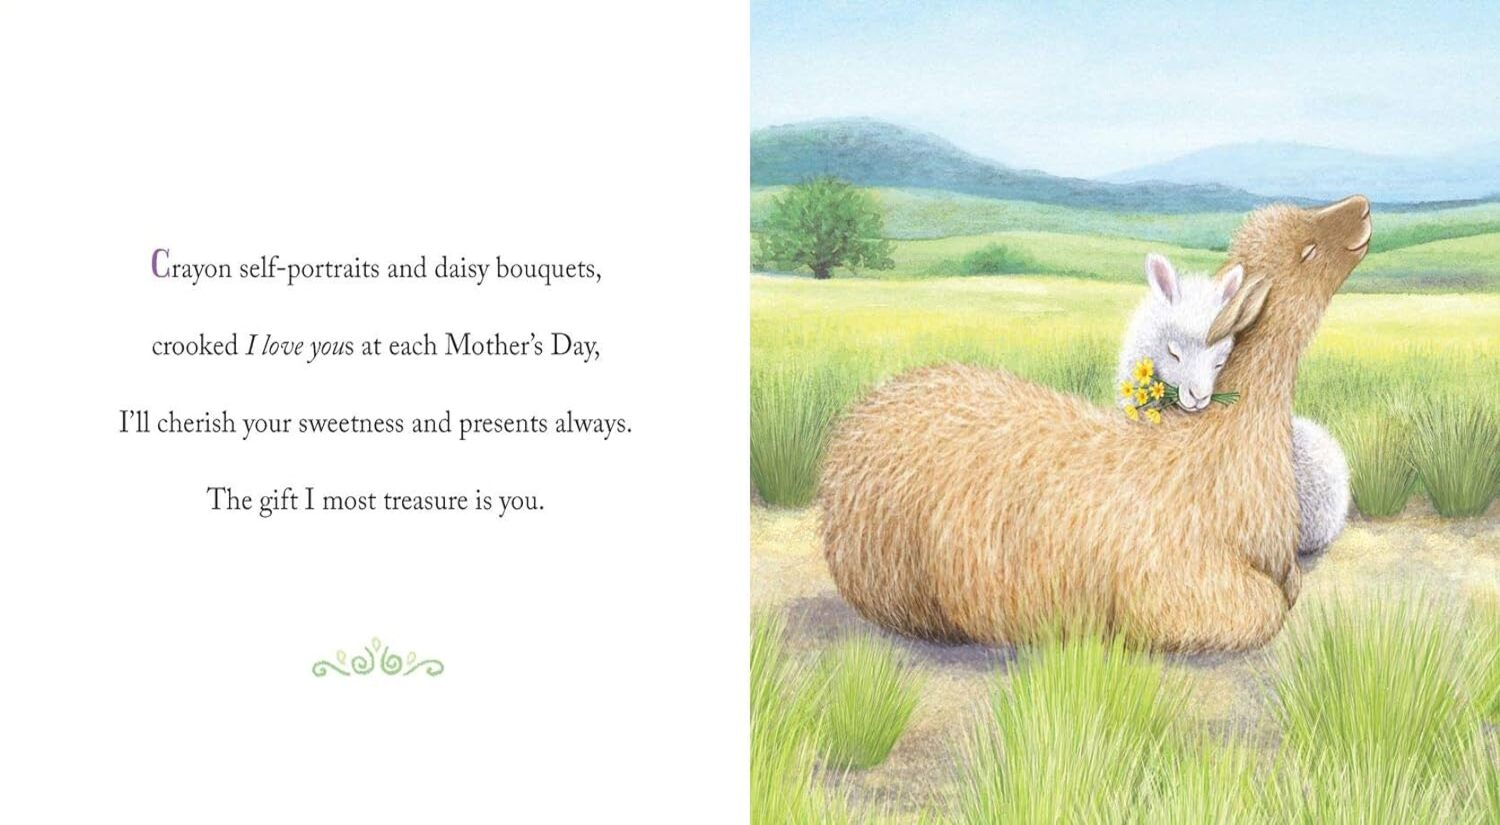 Crayon self-portraits and daisy bouquets,
crooked I love yous at each Mother’s Day,
I’ll cherish your sweetness and presents always.
The gift I most treasure is you.